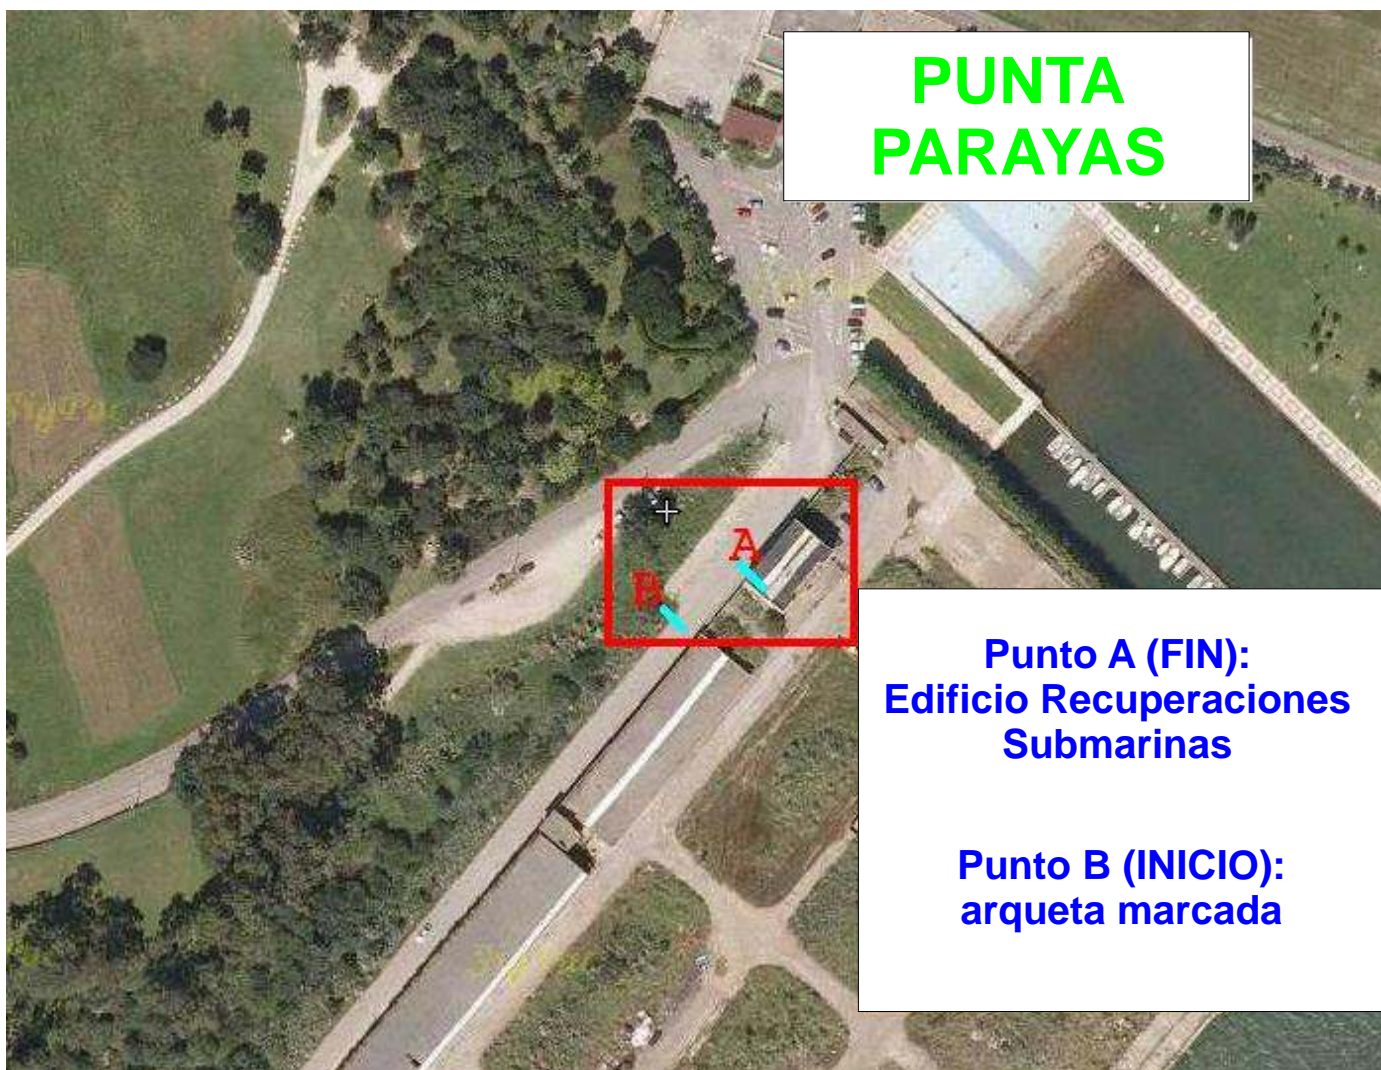 PUNTA
PARAYAS
A
B
Punto A (FIN):
Edificio Recuperaciones
Submarinas
Punto B (INICIO):
arqueta marcada